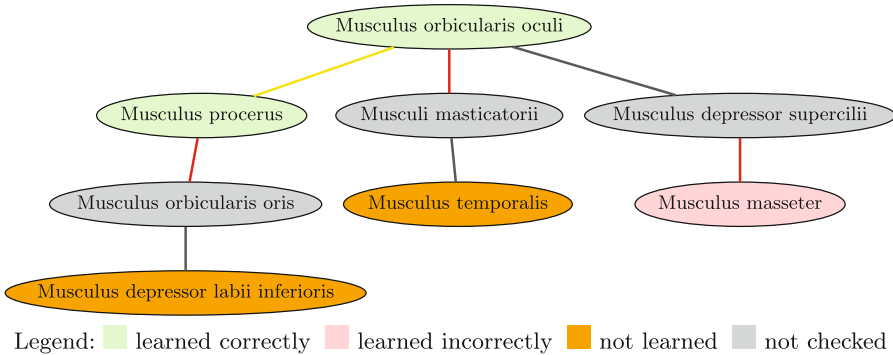 Musculus orbicularis oculi
Musculus procerus
Musculi masticatorii
Musculus depressor supercilii
Musculus orbicularis oris
Musculus temporalis
Musculus masseter
Musculus depressor labii inferioris
Legend: learned correctly learned incorrectly not learned not checked